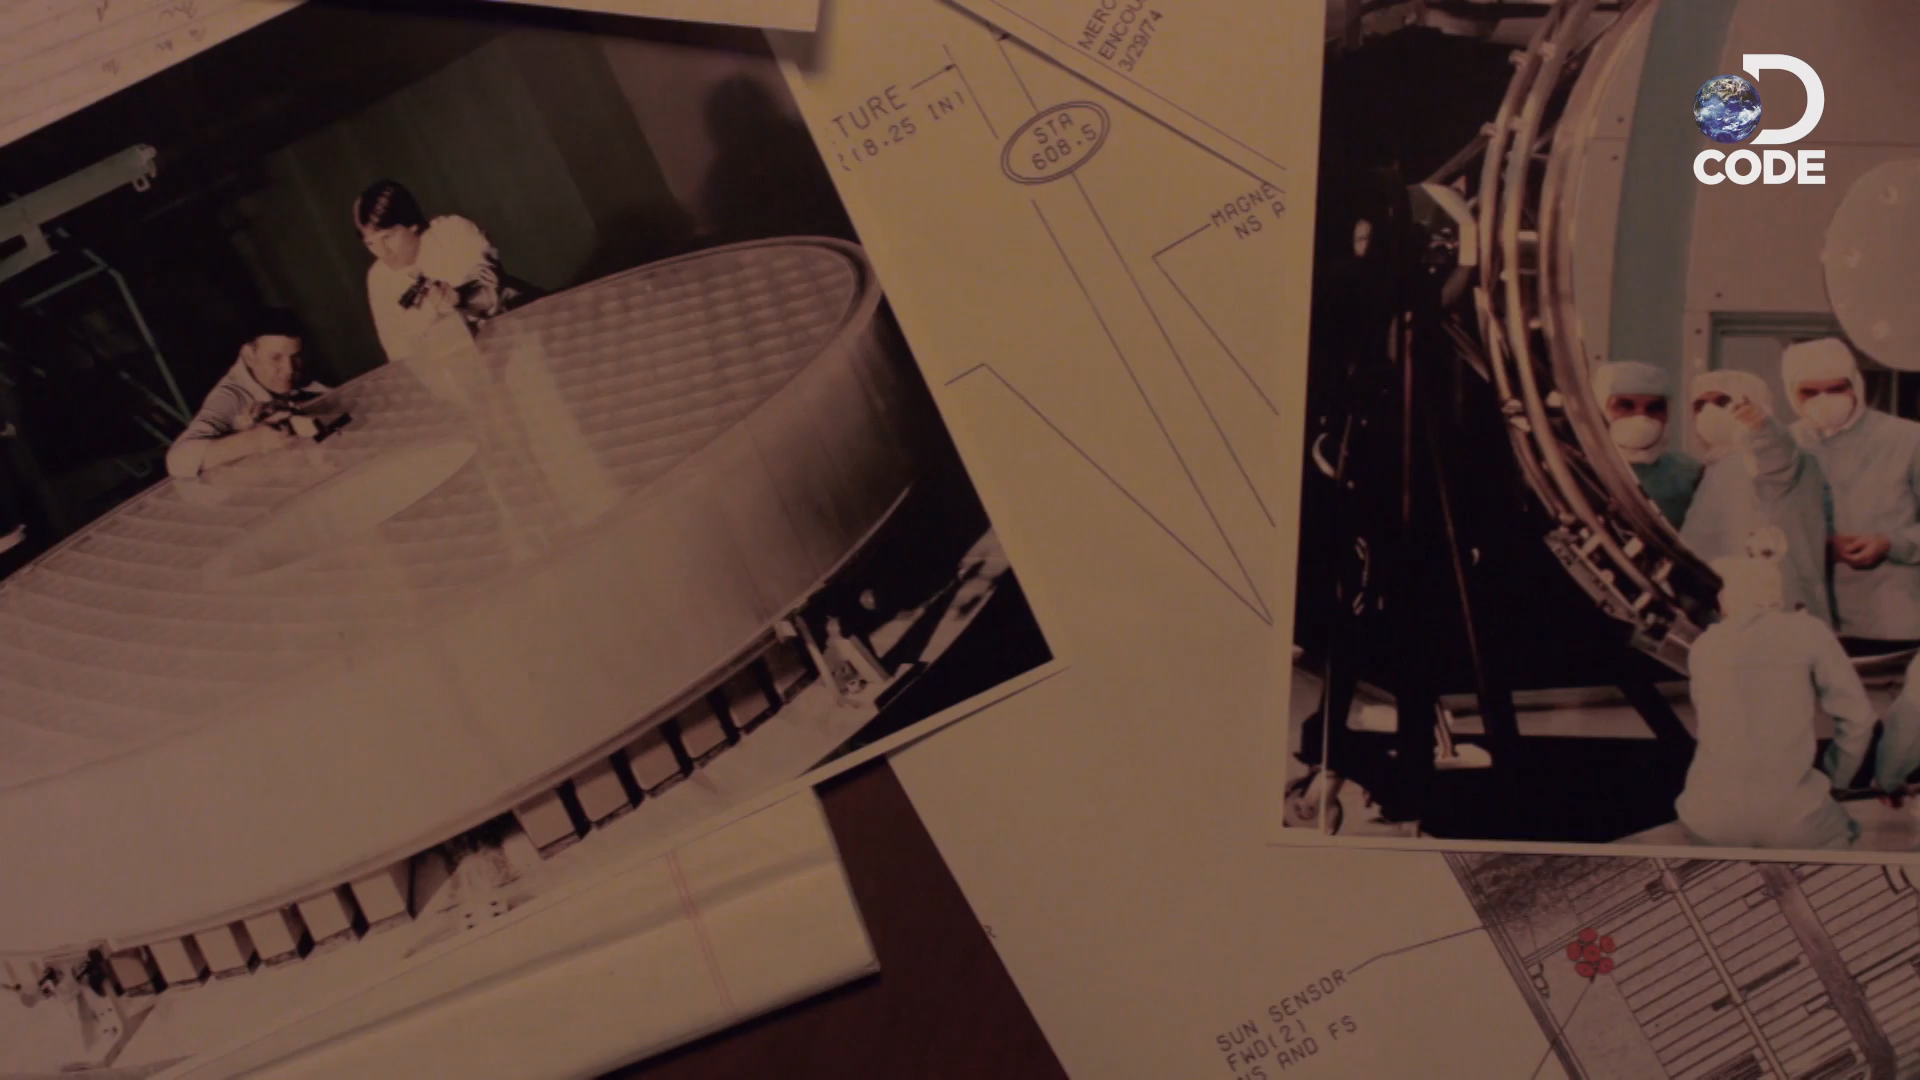 MERC
ENCOU
3/29/74
TURE
(18.25 IN)
STA
608.5
MAGNE
NS A
CODE
SUN SENSOR
FWD(2)
NS AND FS